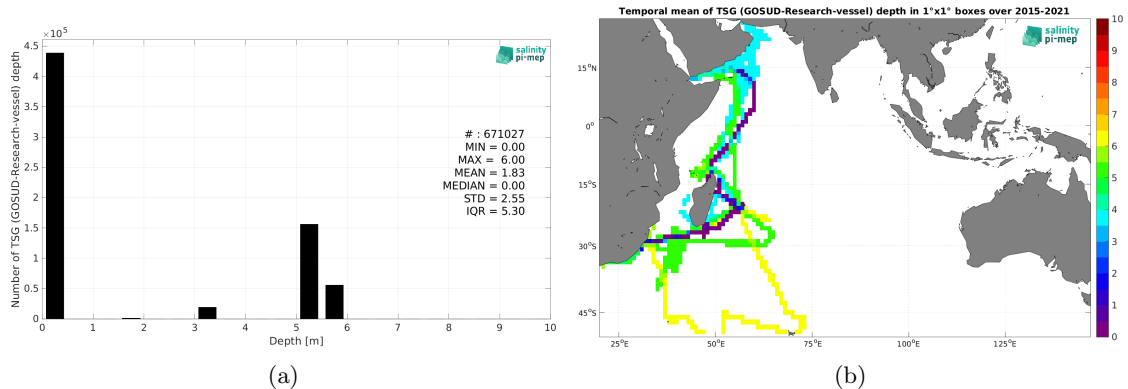 Number of TSG (GOSUD-Research-vessel) depth
×10^5
4.5
4
3.5
3
2.5
2
1.5
1
0.5
0
0 1 2 3 4 5 6 7 8 9 10
Depth [m]
salinity
pi-mep
# : 671027
MIN = 0.00
MAX = 6.00
MEAN = 1.83
MEDIAN = 0.00
STD = 2.55
IQR = 5.30
(a)
Temporal mean of TSG (GOSUD-Research-vessel) depth in 1°x1° boxes over 2015-2021
salinity
pi-mep
15°N
0°
15°S
30°S
45°S
25°E 50°E 75°E 100°E 125°E
10
9
8
7
6
5
4
3
2
1
0
(b)